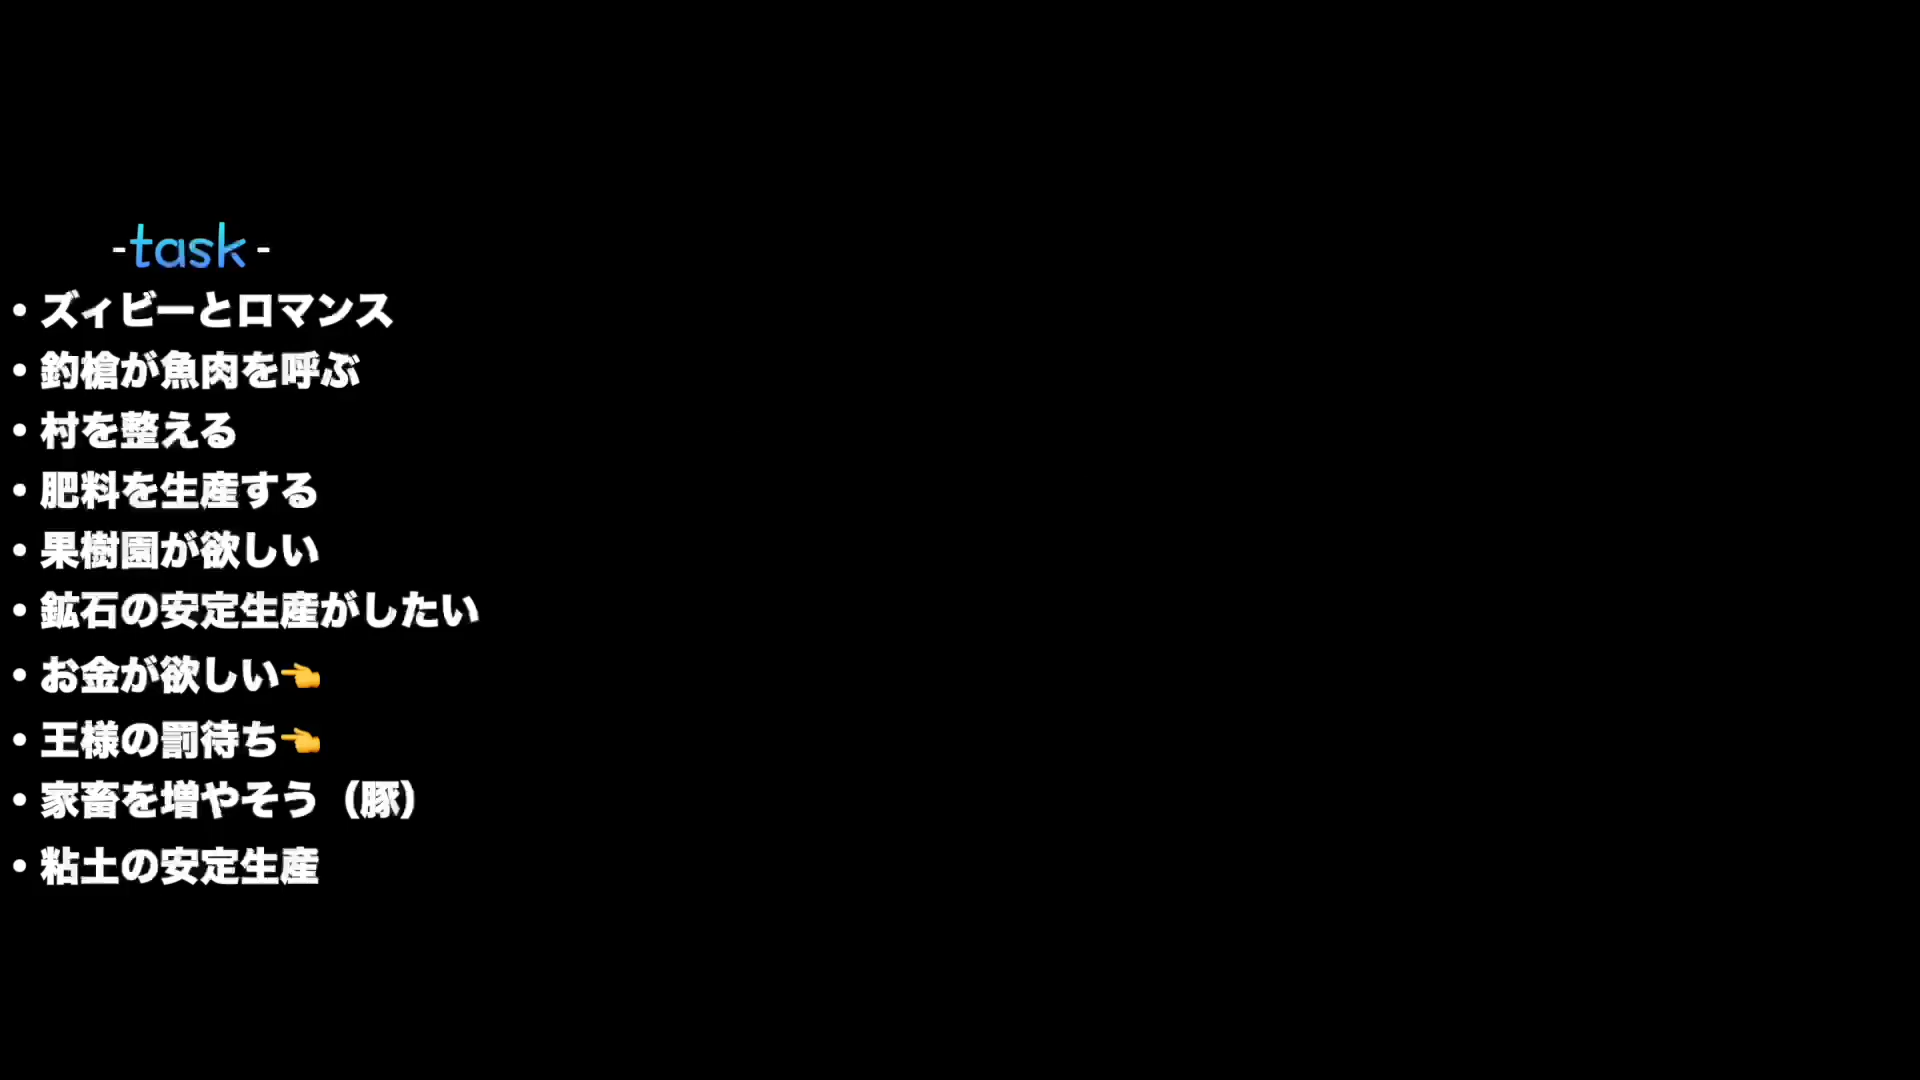 -task-
・ズィビーとロマンス
・釣槍が魚肉を呼ぶ
・村を整える
・肥料を生産する
・果樹園が欲しい
・鉱石の安定生産がしたい
・お金が欲しい👈
・王様の罰待ち👈
・家畜を増やそう（豚）
・粘土の安定生産